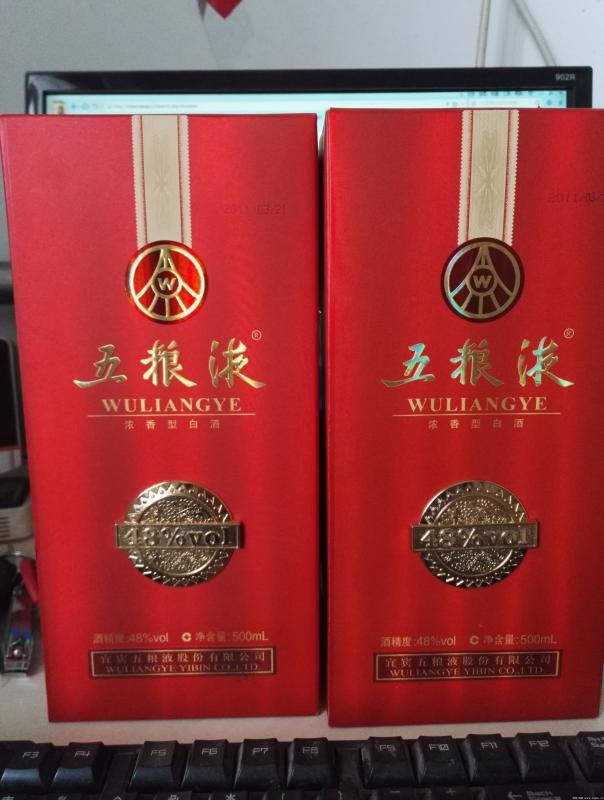 902R
2011/03/21
W
五粮液®
WULIANGYE
浓香型白酒
48%vol
酒精度:48%vol C 净含量:500mL
宜宾五粮液股份有限公司
WULIANGYE YIBIN CO.,LTD.
2011/03/2
W
五粮液®
WULIANGYE
浓香型白酒
48%vol
酒精度:48%vol C 净含量:500mL
宜宾五粮液股份有限公司
WULIANGYE YIBIN CO.,LTD.
F3 F4 F5 F6 F7 F8 F9 F10 F11 F12